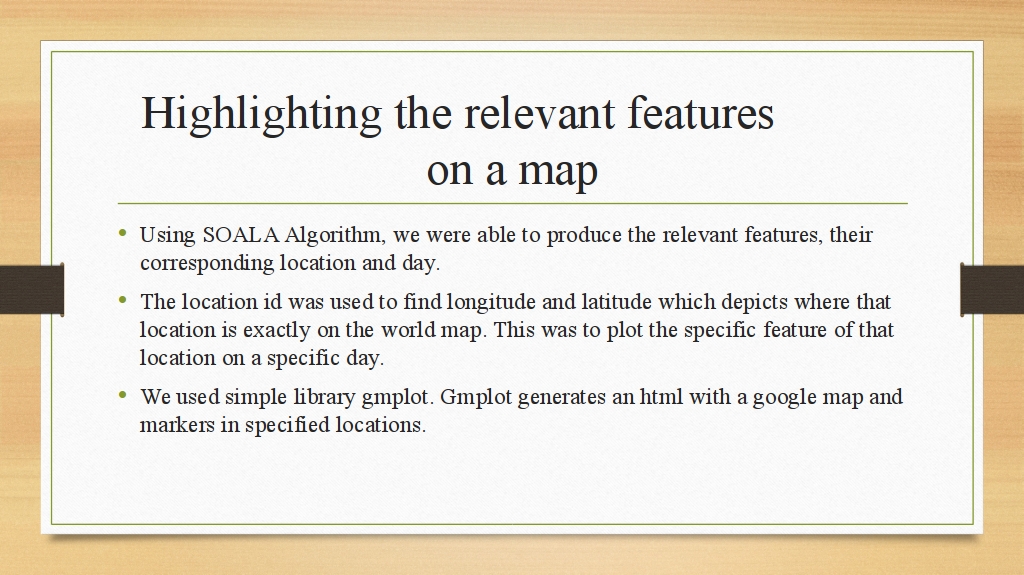 Highlighting the relevant features
on a map
• Using SOALA Algorithm, we were able to produce the relevant features, their
corresponding location and day.
• The location id was used to find longitude and latitude which depicts where that
location is exactly on the world map. This was to plot the specific feature of that
location on a specific day.
• We used simple library gmplot. Gmplot generates an html with a google map and
markers in specified locations.